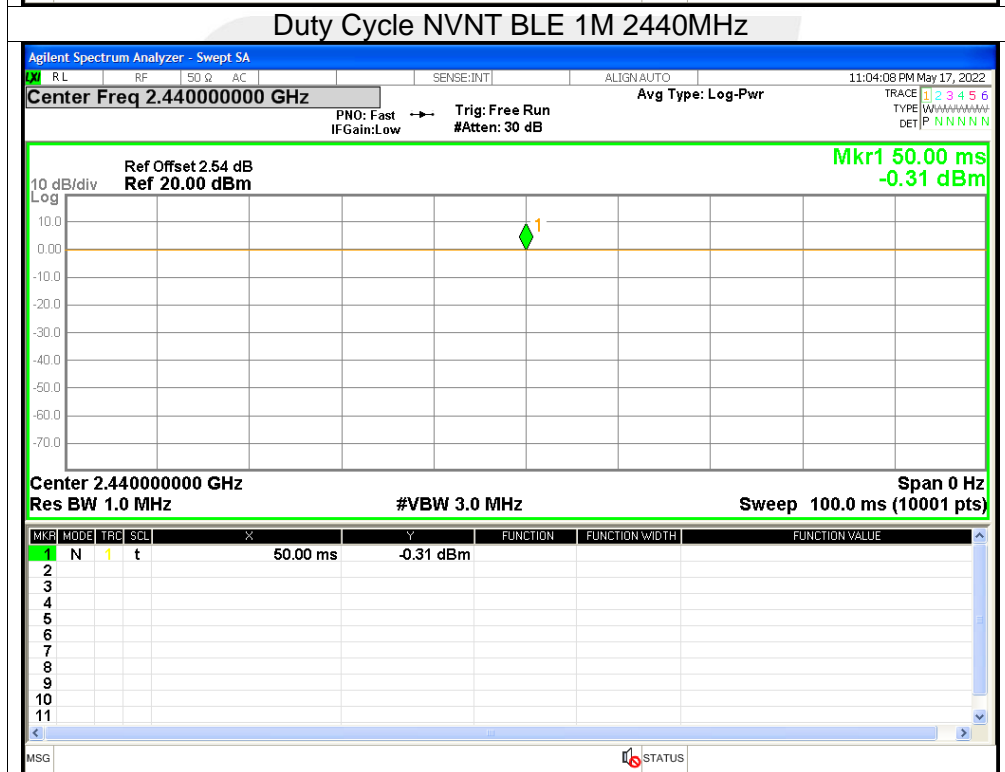 Duty Cycle NVNT BLE 1M 2440MHz
Agilent Spectrum Analyzer - Swept SA
LXI RL RF 50 Ω AC SENSE:INT ALIGN AUTO 11:04:08 PM May 17, 2022
Center Freq 2.440000000 GHz PNO: Fast Trig: Free Run Avg Type: Log-Pwr TRACE 1 2 3 4 5 6
IFGain:Low #Atten: 30 dB TYPE WWWWWW
DET P N N N N N
Mkr1 50.00 ms
-0.31 dBm
Ref Offset 2.54 dB
10 dB/div Ref 20.00 dBm
Log
10.0
1
0.00
-10.0
-20.0
-30.0
-40.0
-50.0
-60.0
-70.0
Center 2.440000000 GHz Span 0 Hz
Res BW 1.0 MHz #VBW 3.0 MHz Sweep 100.0 ms (10001 pts)
MKR MODE TRC SCL X Y FUNCTION FUNCTION WIDTH FUNCTION VALUE
1 N 1 t 50.00 ms -0.31 dBm
2
3
4
5
6
7
8
9
10
11
MSG STATUS